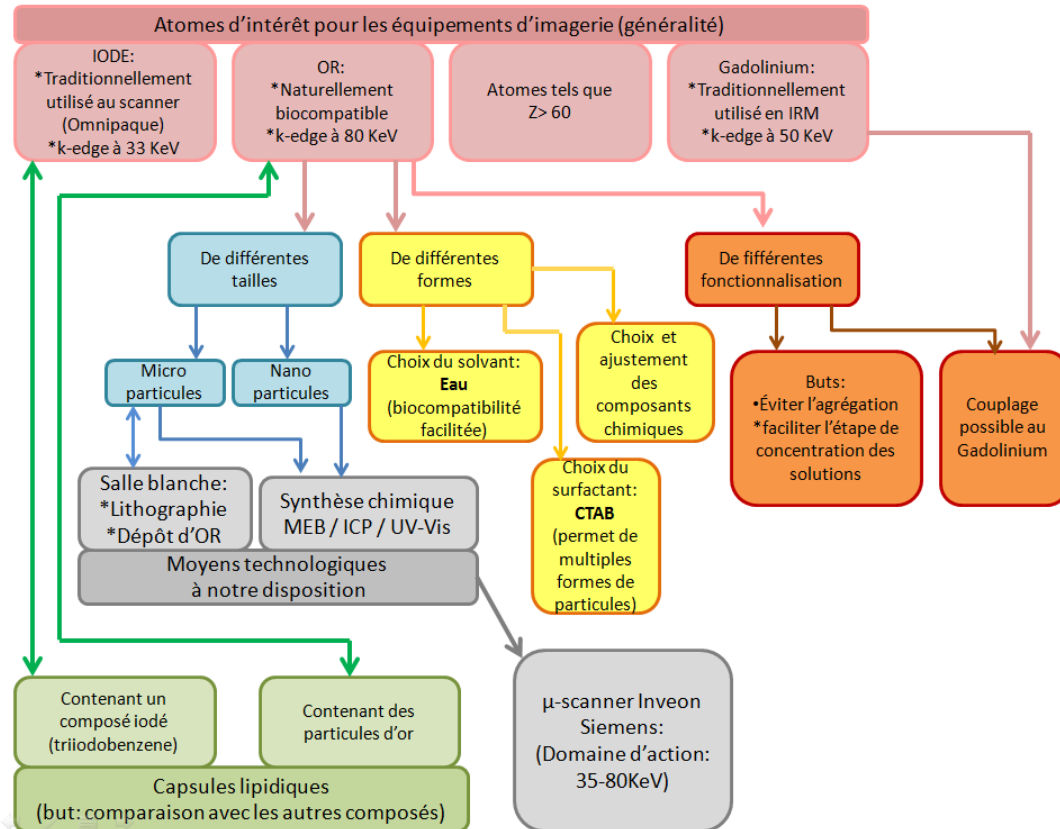 Atomes d'intérêt pour les équipements d'imagerie (généralité)
IODE:
*Traditionnellement
utilisé au scanner
(Omnipaque)
*k-edge à 33 KeV
OR:
*Naturellement
biocompatible
*k-edge à 80 KeV
Atomes tels que
Z> 60
Gadolinium:
*Traditionnellement
utilisé en IRM
*k-edge à 50 KeV
De différentes
tailles
De différentes
formes
De fifférentes
fonctionnalisation
Micro
particules
Nano
particules
Choix du solvant:
Eau
(biocompatibilité
facilitée)
Choix et
ajustement
des
composants
chimiques
Buts:
•Éviter l'agrégation
*faciliter l'étape de
concentration des
solutions
Couplage
possible au
Gadolinium
Salle blanche:
*Lithographie
*Dépôt d'OR
Synthèse chimique
MEB / ICP / UV-Vis
Choix du
surfactant:
CTAB
(permet de
multiples
formes de
particules)
Moyens technologiques
à notre disposition
Contenant un
composé iodé
(triiodobenzene)
Contenant des
particules d'or
µ-scanner Inveon
Siemens:
(Domaine d'action:
35-80KeV)
Capsules lipidiques
(but: comparaison avec les autres composés)